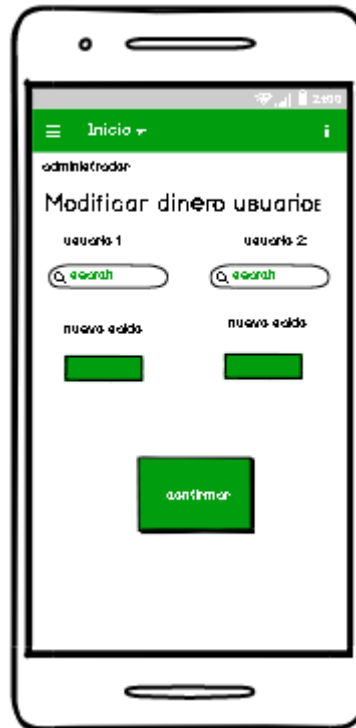 Inicio
i
administrador
Modificar dinero usuarios
usuario 1 usuario 2:
search search
nuevo saldo nuevo saldo
confirmar